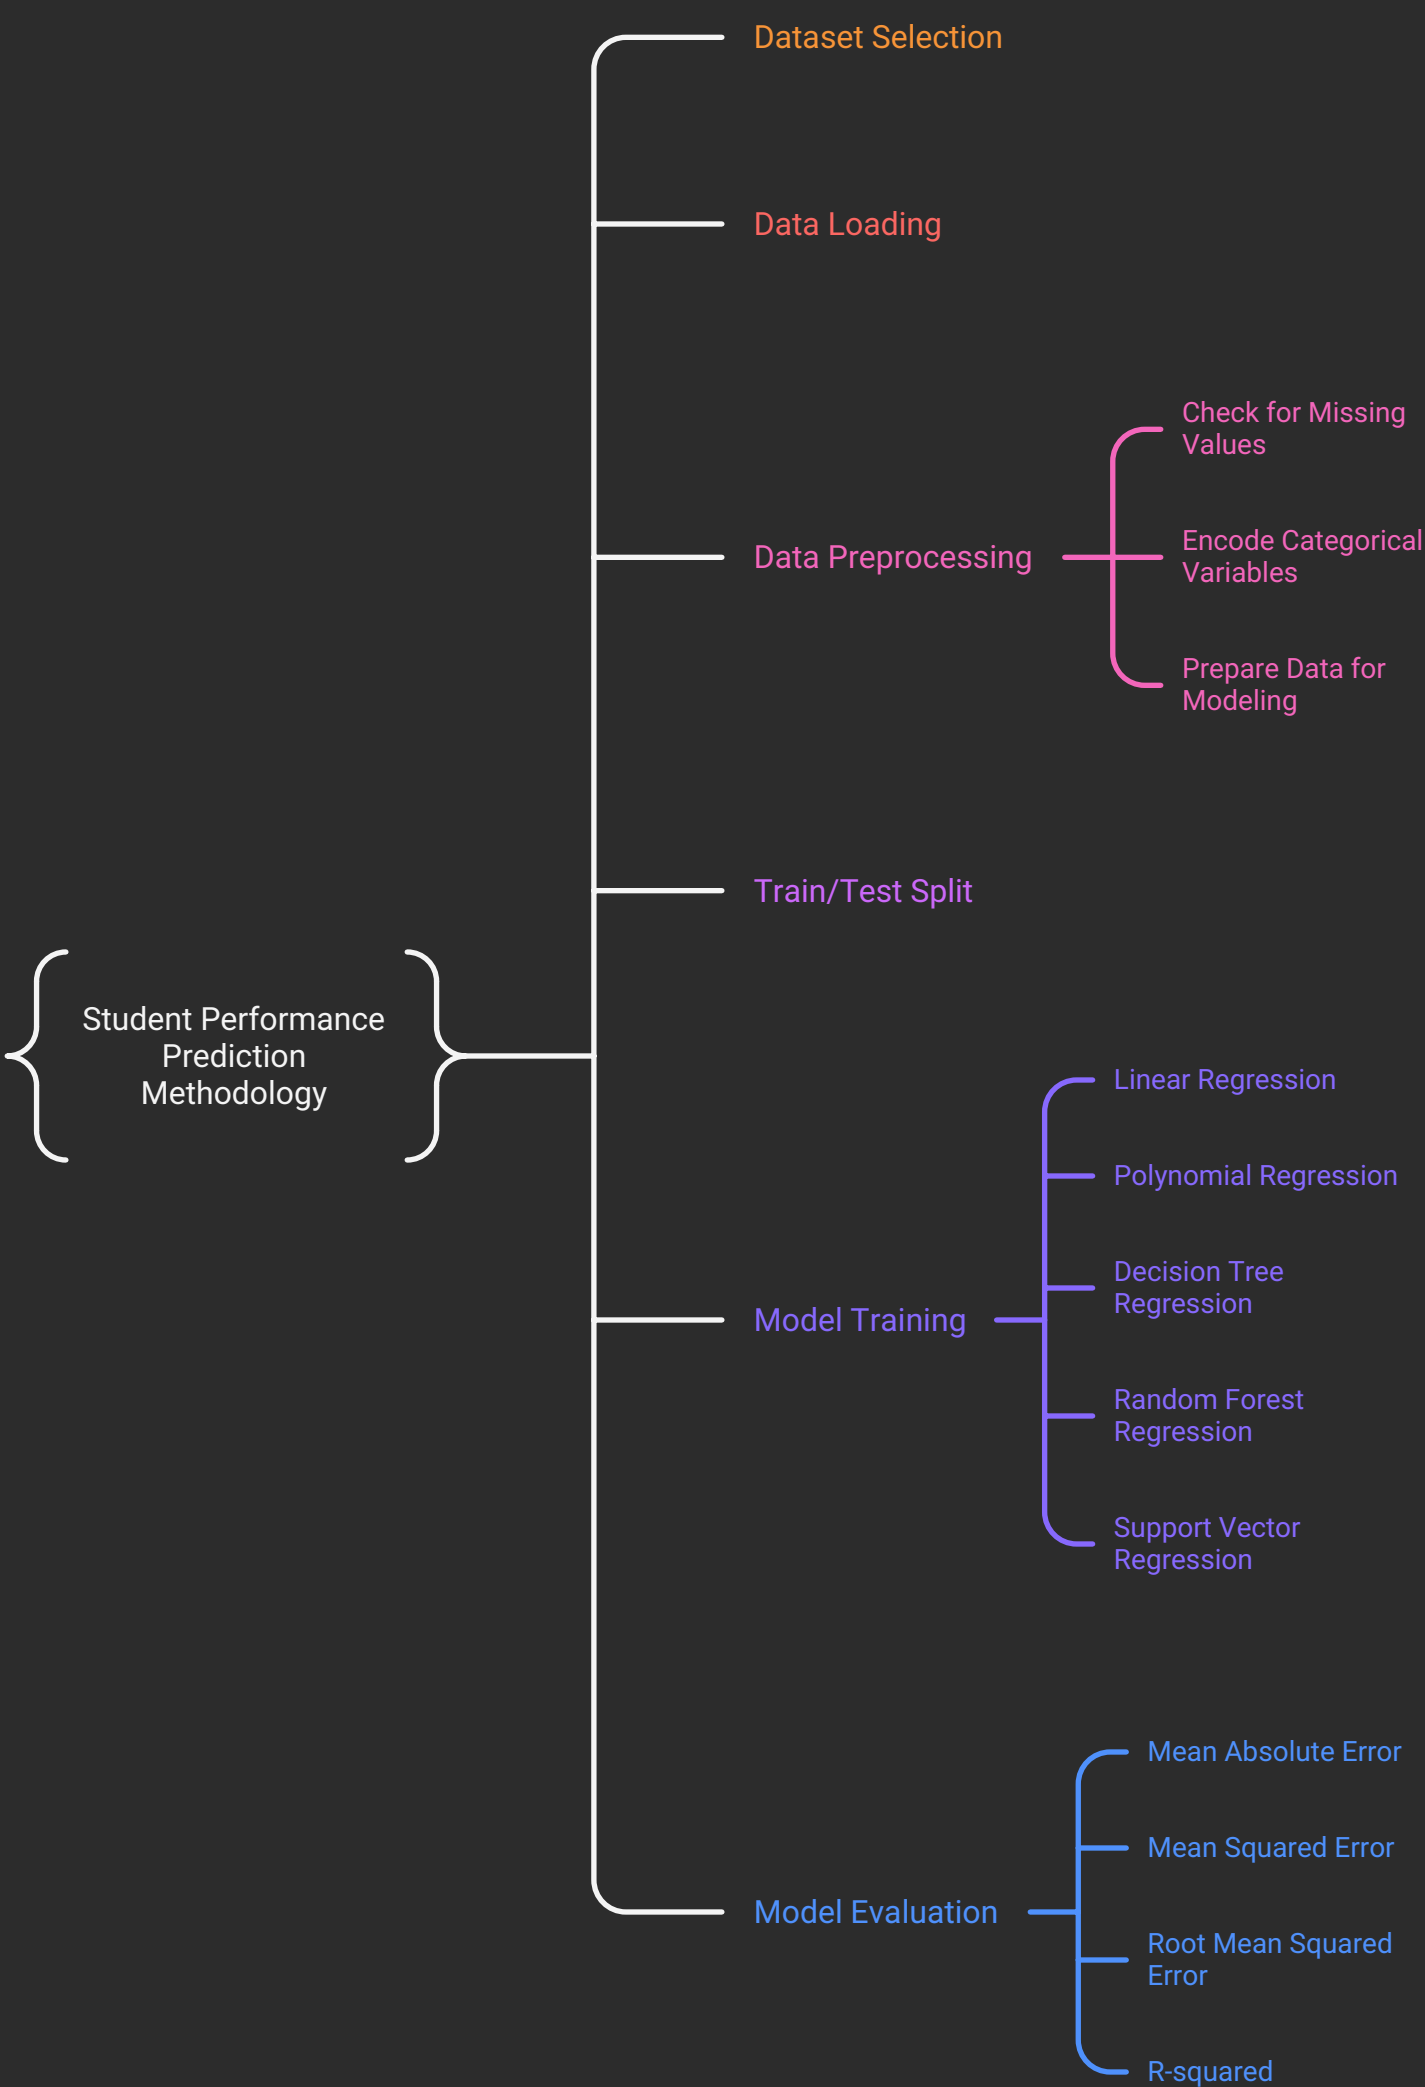 Dataset Selection
Data Loading
Data Preprocessing
Check for Missing
Values
Encode Categorical
Variables
Prepare Data for
Modeling
Train/Test Split
Student Performance
Prediction
Methodology
Model Training
Linear Regression
Polynomial Regression
Decision Tree
Regression
Random Forest
Regression
Support Vector
Regression
Model Evaluation
Mean Absolute Error
Mean Squared Error
Root Mean Squared
Error
R-squared